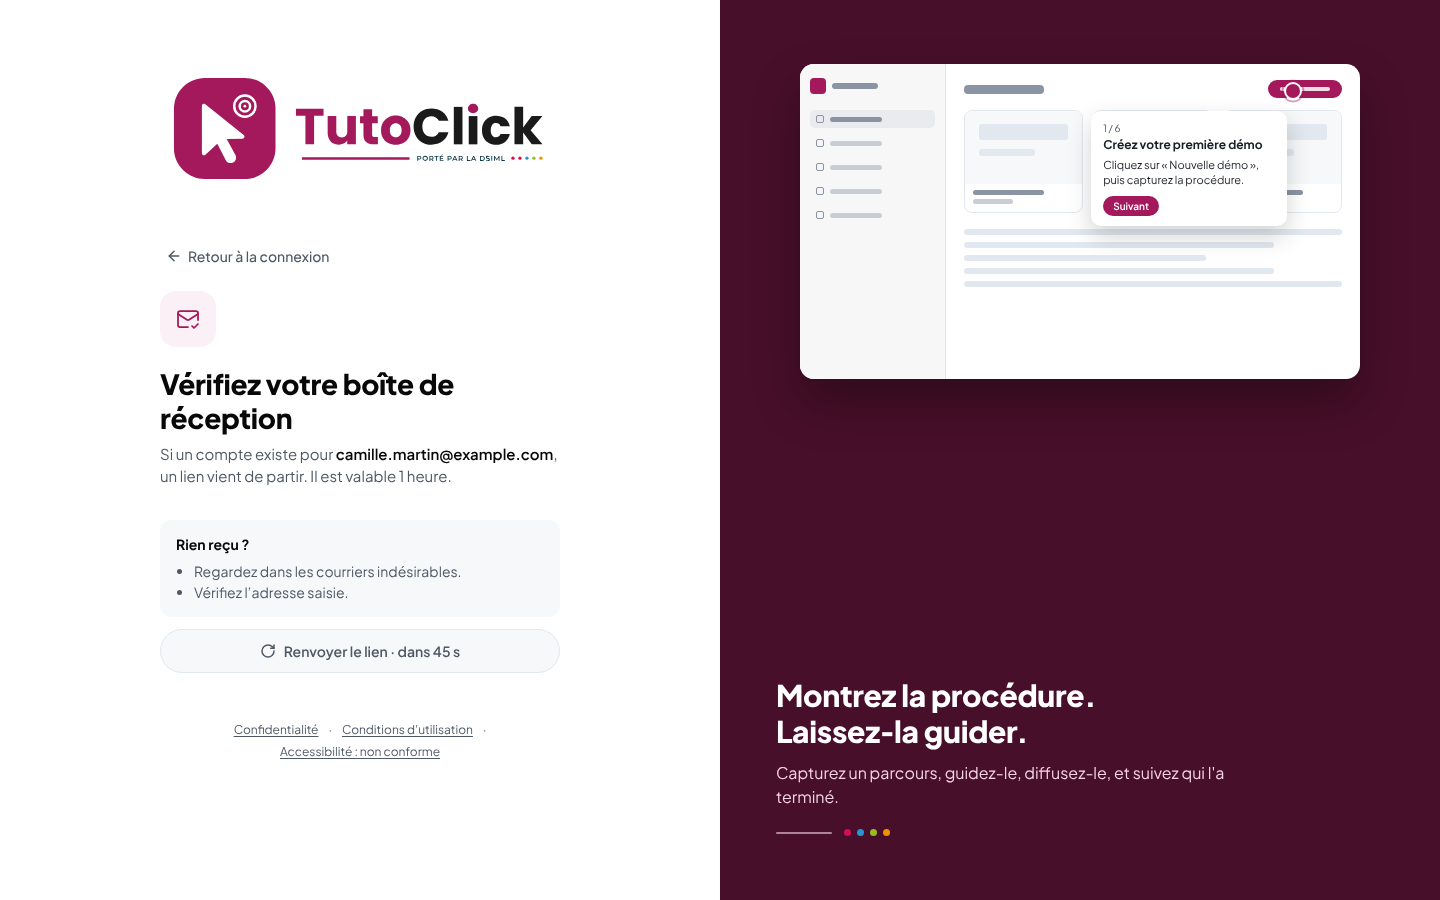 TutoClick
PORTÉ PAR LA DSIML
Retour à la connexion
Vérifiez votre boîte de
réception
Si un compte existe pour camille.martin@example.com,
un lien vient de partir. Il est valable 1 heure.
Rien reçu ?
Regardez dans les courriers indésirables.
Vérifiez l'adresse saisie.
Renvoyer le lien · dans 45 s
Confidentialité · Conditions d'utilisation ·
Accessibilité : non conforme
1 / 6
Créez votre première démo
Cliquez sur « Nouvelle démo »,
puis capturez la procédure.
Suivant
Montrez la procédure.
Laissez-la guider.
Capturez un parcours, guidez-le, diffusez-le, et suivez qui l'a
terminé.